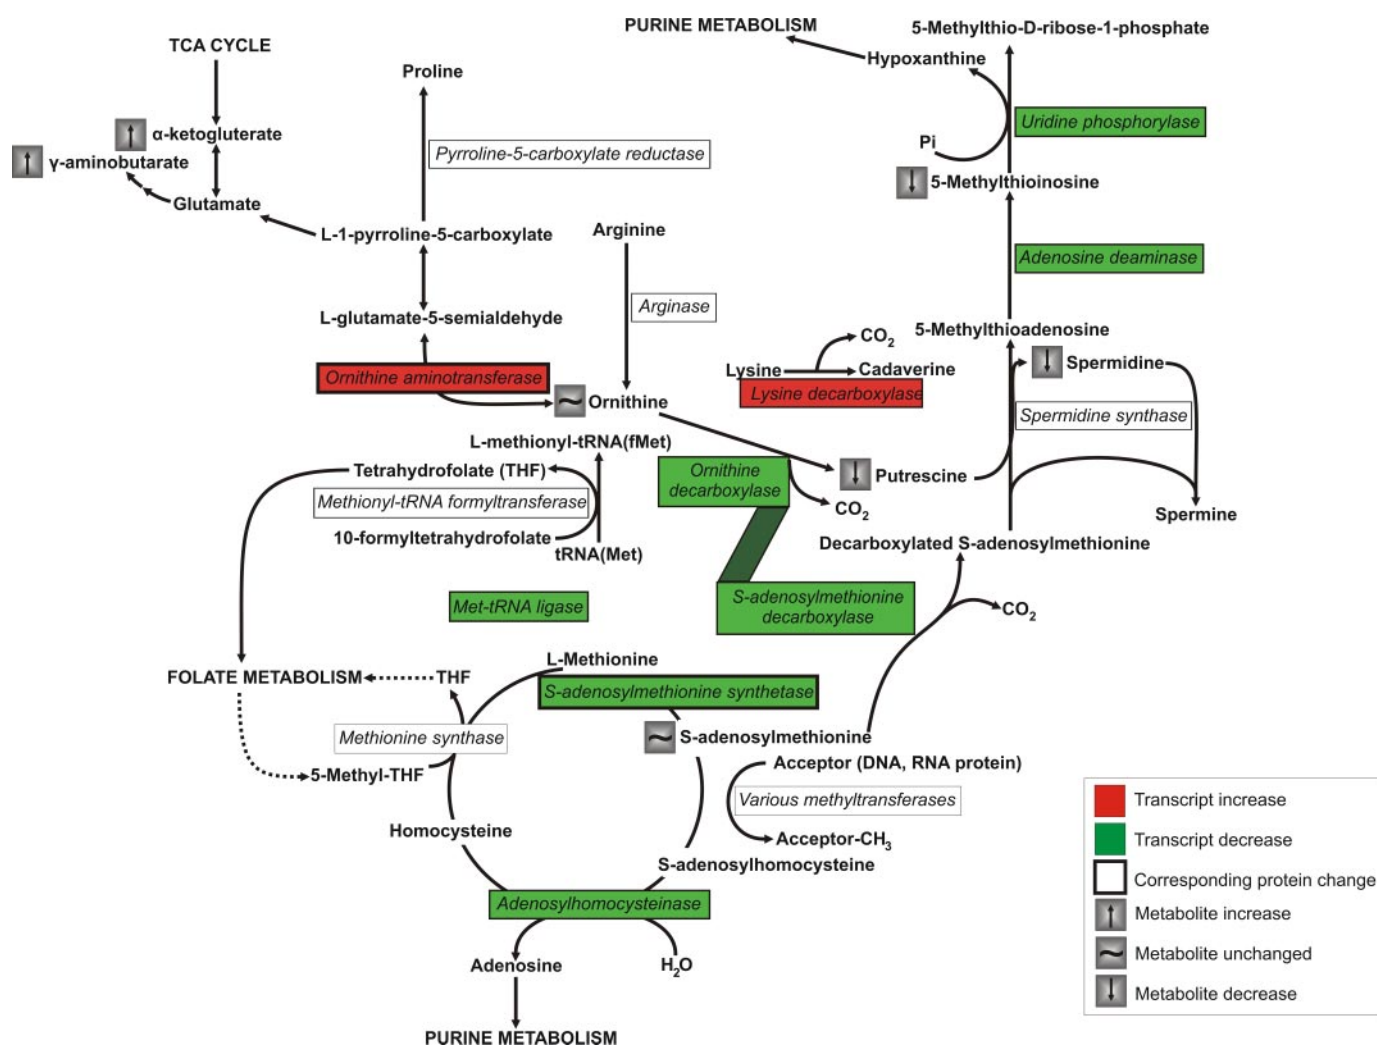 PURINE METABOLISM
5-Methylthio-D-ribose-1-phosphate
TCA CYCLE
Hypoxanthine
Proline
α-ketogluterate
Uridine phosphorylase
γ-aminobutarate
Pyrroline-5-carboxylate reductase
Pi
5-Methylthioinosine
Glutamate
L-1-pyrroline-5-carboxylate
Arginine
Adenosine deaminase
Arginase
L-glutamate-5-semialdehyde
5-Methylthioadenosine
CO2
Lysine
Cadaverine
Spermidine
Ornithine aminotransferase
Lysine decarboxylase
~ Ornithine
Spermidine synthase
L-methionyl-tRNA(fMet)
Tetrahydrofolate (THF)
Ornithine
decarboxylase
Putrescine
Methionyl-tRNA formyltransferase
CO2
Spermine
10-formyltetrahydrofolate
tRNA(Met)
Decarboxylated S-adenosylmethionine
Met-tRNA ligase
S-adenosylmethionine
decarboxylase
CO2
L-Methionine
FOLATE METABOLISM
THF
S-adenosylmethionine synthetase
Methionine synthase
~ S-adenosylmethionine
5-Methyl-THF
Acceptor (DNA, RNA protein)
Various methyltransferases
Homocysteine
Acceptor-CH3
S-adenosylhomocysteine
Adenosylhomocysteinase
Adenosine
H2O
PURINE METABOLISM
Transcript increase
Transcript decrease
Corresponding protein change
Metabolite increase
~ Metabolite unchanged
Metabolite decrease